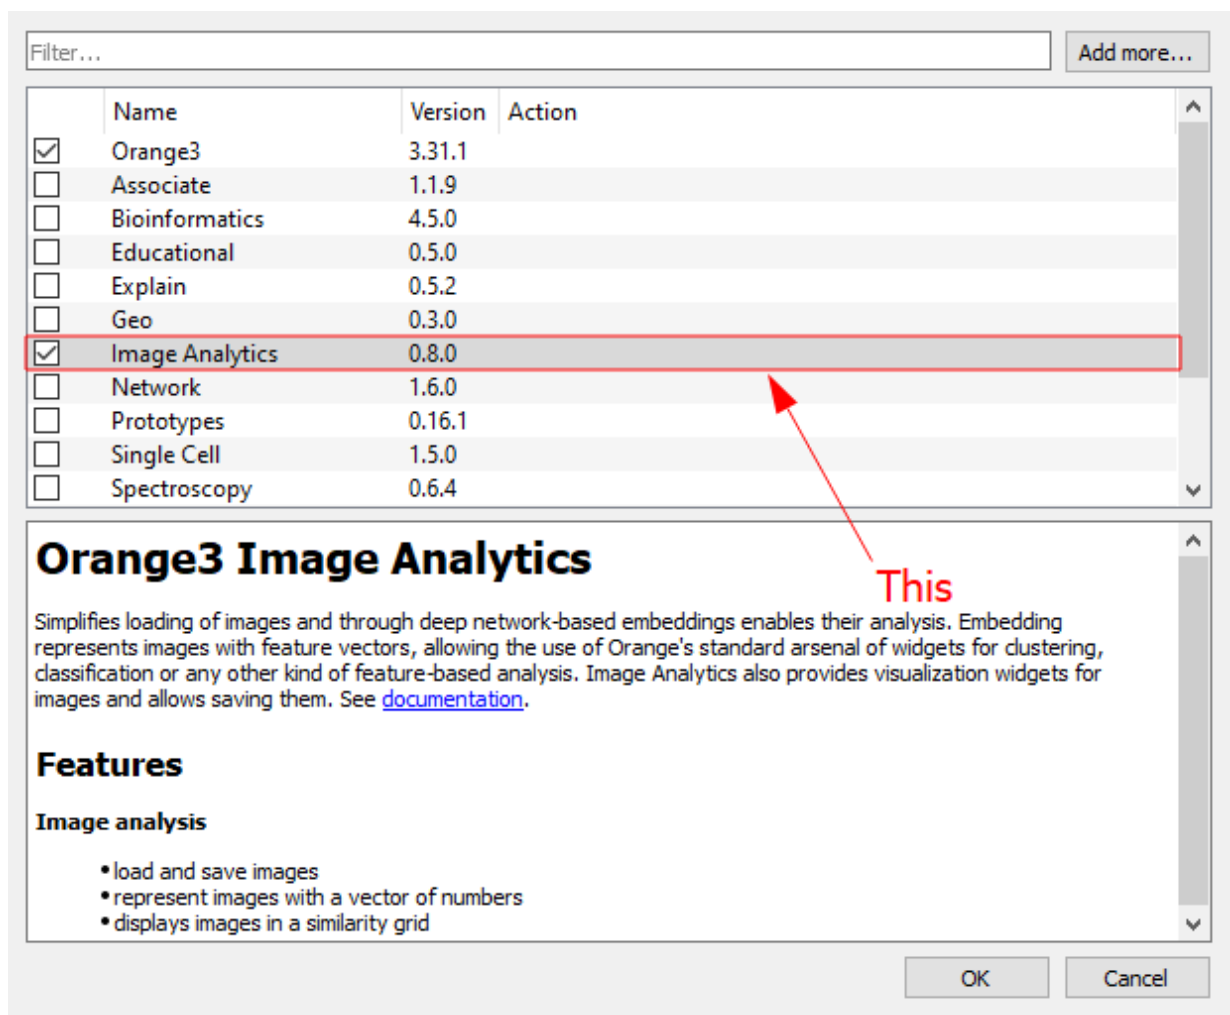 Filter...
Add more...
Name Version Action
Orange3 3.31.1
Associate 1.1.9
Bioinformatics 4.5.0
Educational 0.5.0
Explain 0.5.2
Geo 0.3.0
Image Analytics 0.8.0
Network 1.6.0
Prototypes 0.16.1
Single Cell 1.5.0
Spectroscopy 0.6.4
Orange3 Image Analytics
This
Simplifies loading of images and through deep network-based embeddings enables their analysis. Embedding
represents images with feature vectors, allowing the use of Orange's standard arsenal of widgets for clustering,
classification or any other kind of feature-based analysis. Image Analytics also provides visualization widgets for
images and allows saving them. See documentation.
Features
Image analysis
•load and save images
•represent images with a vector of numbers
•displays images in a similarity grid
OK
Cancel